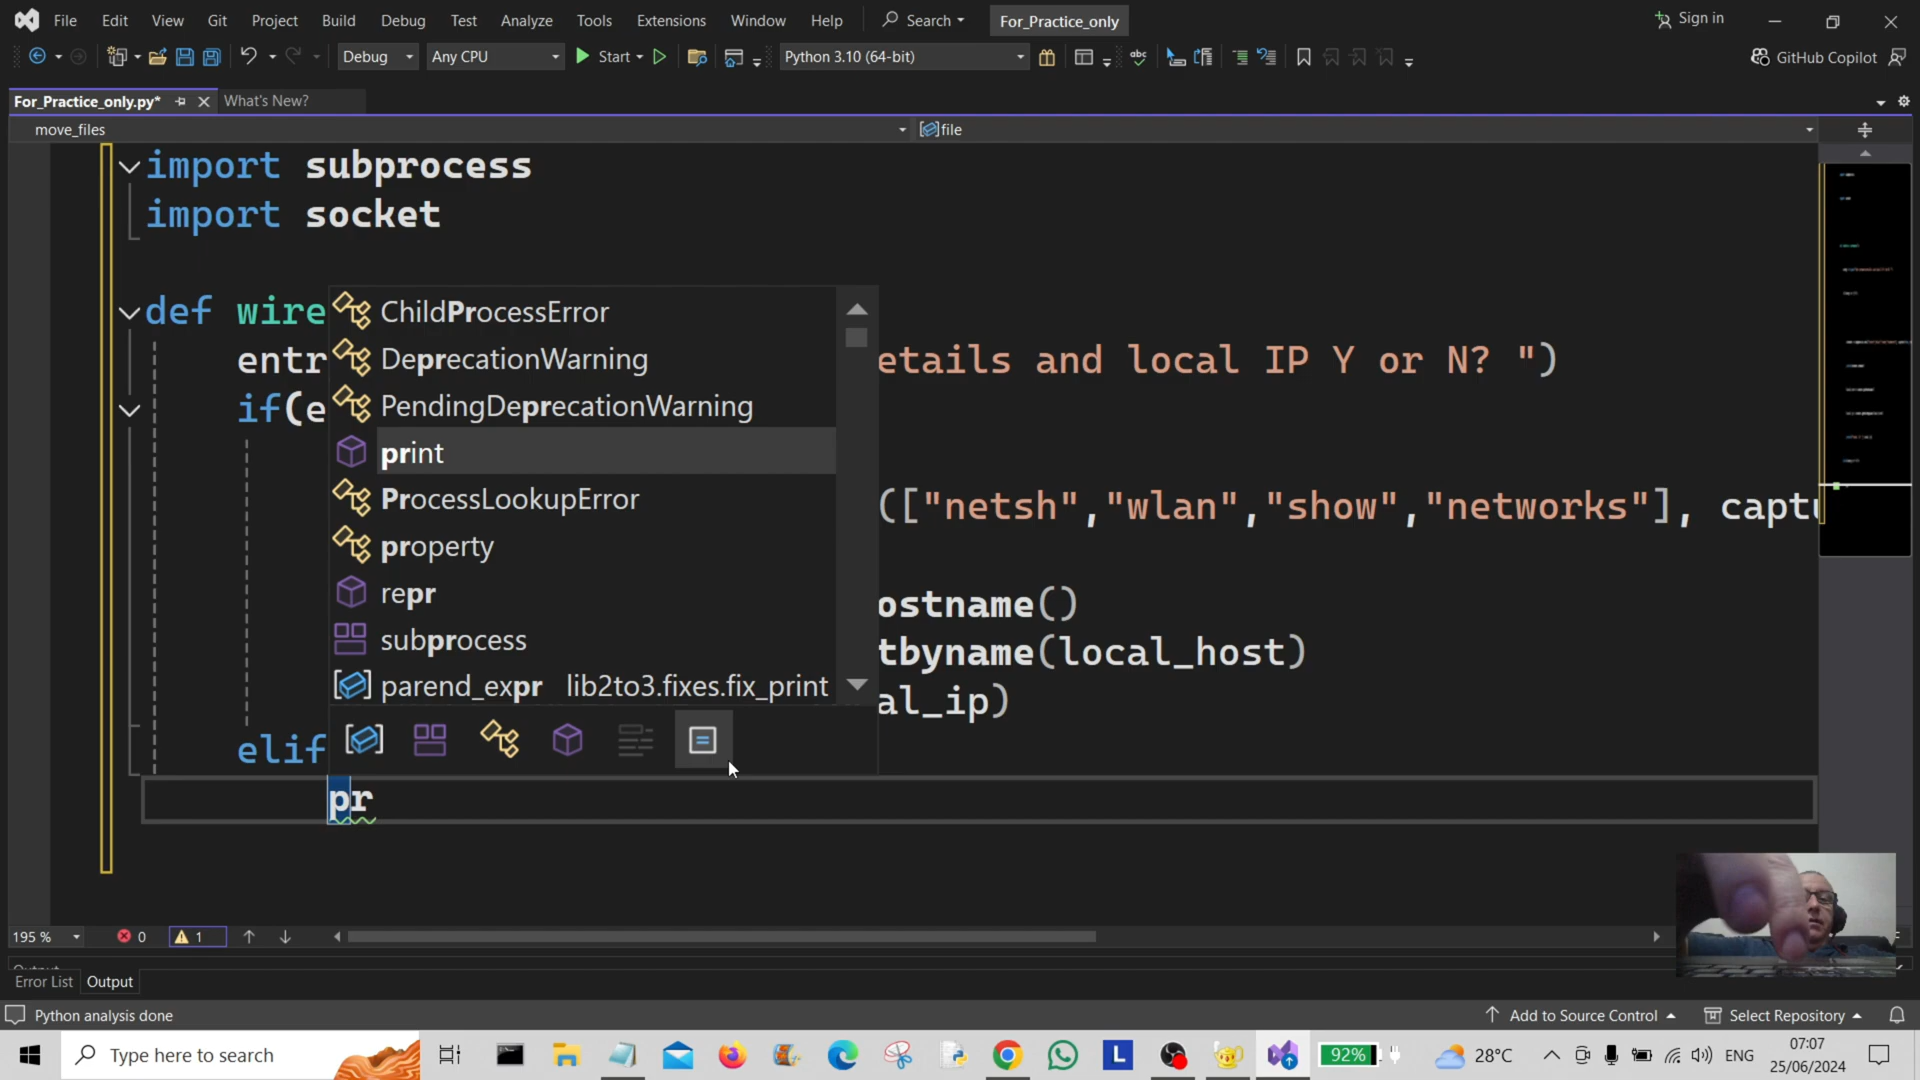 File Edit View Git Project Build Debug Test Analyze Tools Extensions Window Help Search For_Practice_only Sign in
Debug Any CPU Start Python 3.10 (64-bit) abc GitHub Copilot
For_Practice_only.py* What's New?
move_files file
import subprocess
import socket
def wire
entr etails and local IP Y or N? ")
if(e
(["netsh","wlan","show","networks"], captu
ostname()
tbyname(local_host)
al_ip)
elif
pr
ChildProcessError
DeprecationWarning
PendingDeprecationWarning
print
ProcessLookupError
property
repr
subprocess
parend_expr lib2to3.fixes.fix_print
195 % 0 1
Error List Output
Python analysis done Add to Source Control Select Repository
Type here to search L 92% 28°C ENG 07:07
25/06/2024